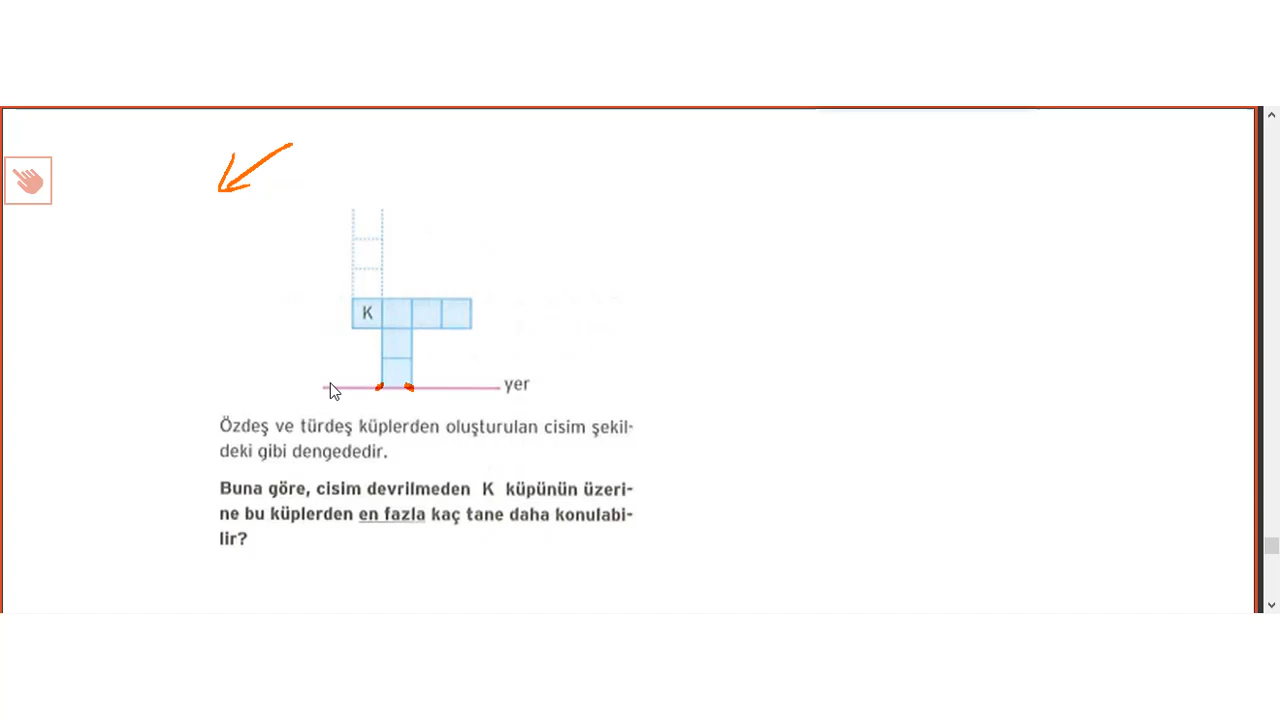 K
yer
Özdeş ve türdeş küplerden oluşturulan cisim şekil-
deki gibi dengededir.
Buna göre, cisim devrilmeden K küpünün üzeri-
ne bu küplerden en fazla kaç tane daha konulabi-
lir?